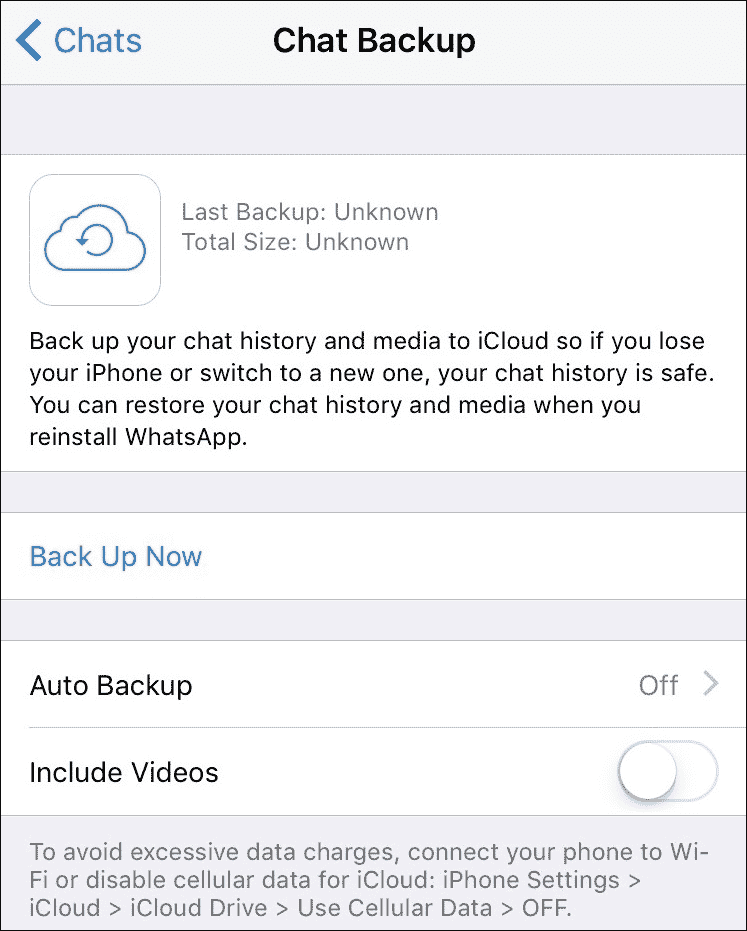 Chats
Chat Backup
Last Backup: Unknown
Total Size: Unknown
Back up your chat history and media to iCloud so if you lose
your iPhone or switch to a new one, your chat history is safe.
You can restore your chat history and media when you
reinstall WhatsApp.
Back Up Now
Auto Backup
Off
Include Videos
To avoid excessive data charges, connect your phone to Wi-
Fi or disable cellular data for iCloud: iPhone Settings >
iCloud > iCloud Drive > Use Cellular Data > OFF.